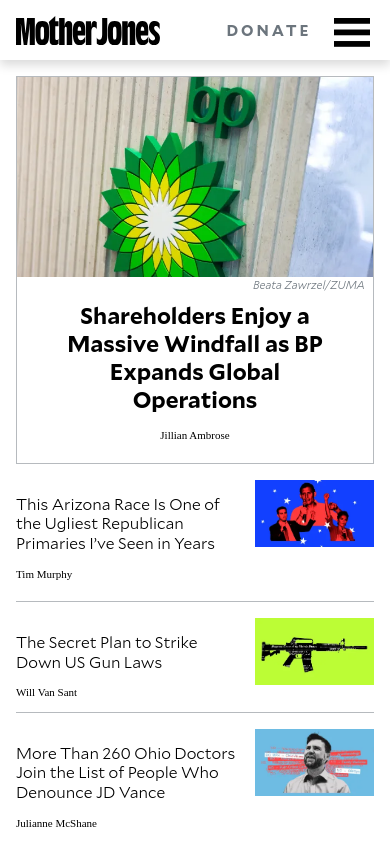 Mother Jones
DONATE
bp
Beata Zawrzel/ZUMA
Shareholders Enjoy a
Massive Windfall as BP
Expands Global
Operations
Jillian Ambrose
This Arizona Race Is One of
the Ugliest Republican
Primaries I’ve Seen in Years
Tim Murphy
The Secret Plan to Strike
Down US Gun Laws
Will Van Sant
More Than 260 Ohio Doctors
Join the List of People Who
Denounce JD Vance
Julianne McShane